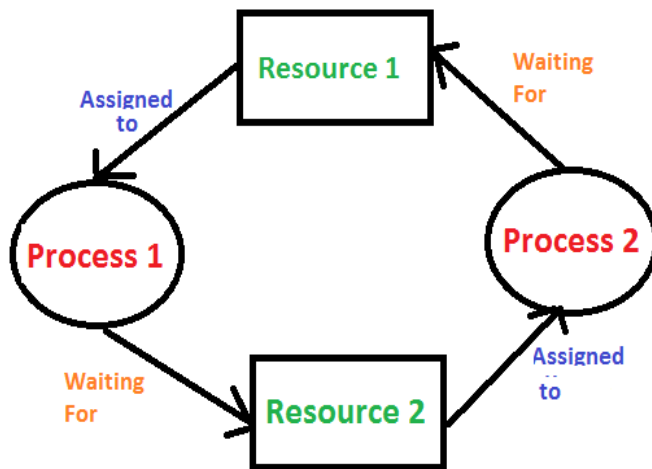 Resource 1
Waiting
For
Assigned
to
Process 1
Process 2
Waiting
For
Resource 2
Assigned
to